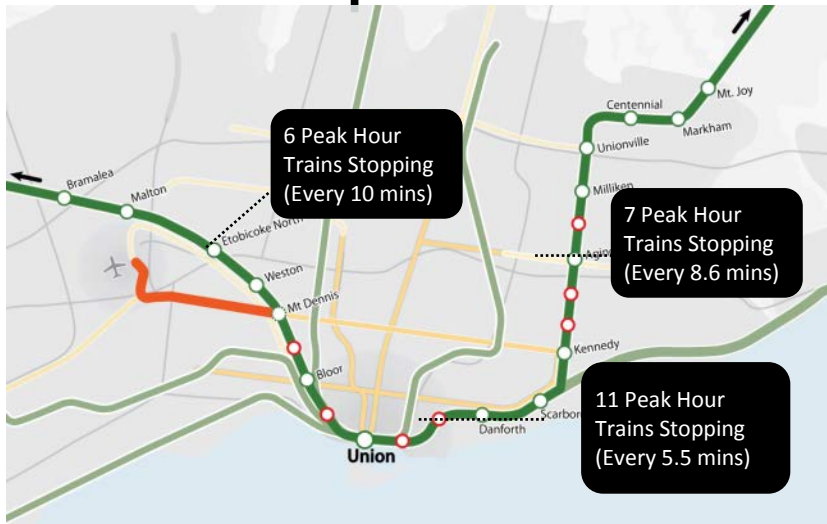 Mt. Joy
Centennial
Markham
Unionville
6 Peak Hour
Trains Stopping
(Every 10 mins)
Bramalea
Malton
Milliken
7 Peak Hour
Trains Stopping
(Every 8.6 mins)
Etobicoke North
Weston
Mt Dennis
Kennedy
Bloor
11 Peak Hour
Trains Stopping
(Every 5.5 mins)
Danforth
Union